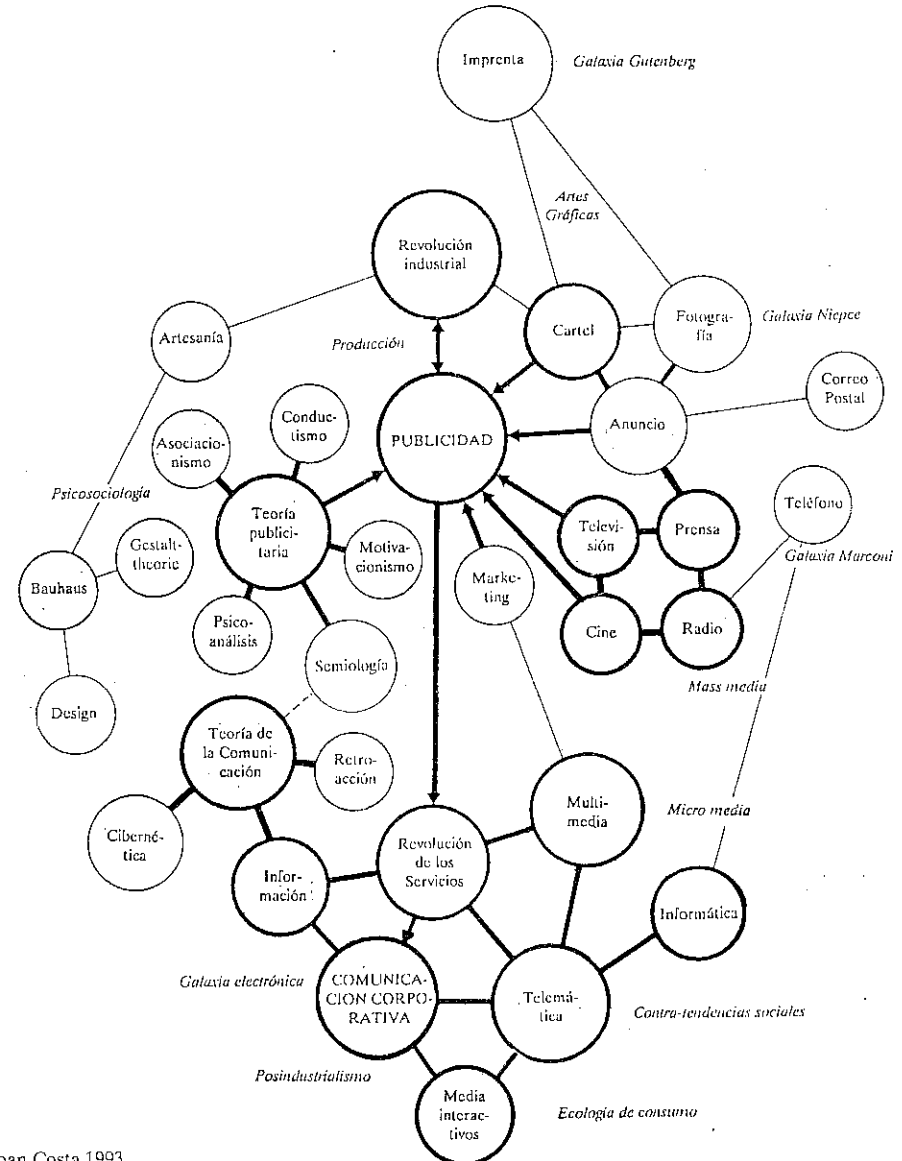 Imprenta
Galaxia Gutenberg
Artes
Gráficas
Revolución
industrial
Cartel
Fotogra-
fía
Galaxia Niepce
Artesanía
Producción
Correo
Postal
Conduc-
tismo
PUBLICIDAD
Anuncio
Asociacio-
nismo
Psicosociología
Teoría
publici-
taria
Televi-
sión
Prensa
Teléfono
Galaxia Marconi
Gestalt-
theorie
Motiva-
cionismo
Bauhaus
Marke-
ting
Psico-
análisis
Cine
Radio
Semiología
Mass media
Design
Teoría de
la Comuni-
cación
Retro-
acción
Multi-
media
Micro media
Ciberné-
tica
Revolución
de los
Servicios
Infor-
mación
Informática
Galaxia electrónica
COMUNICA-
CION CORPO-
RATIVA
Telemá-
tica
Contra-tendencias sociales
Posindustrialismo
Media
interac-
tivos
Ecología de consumo
oan Costa 1993